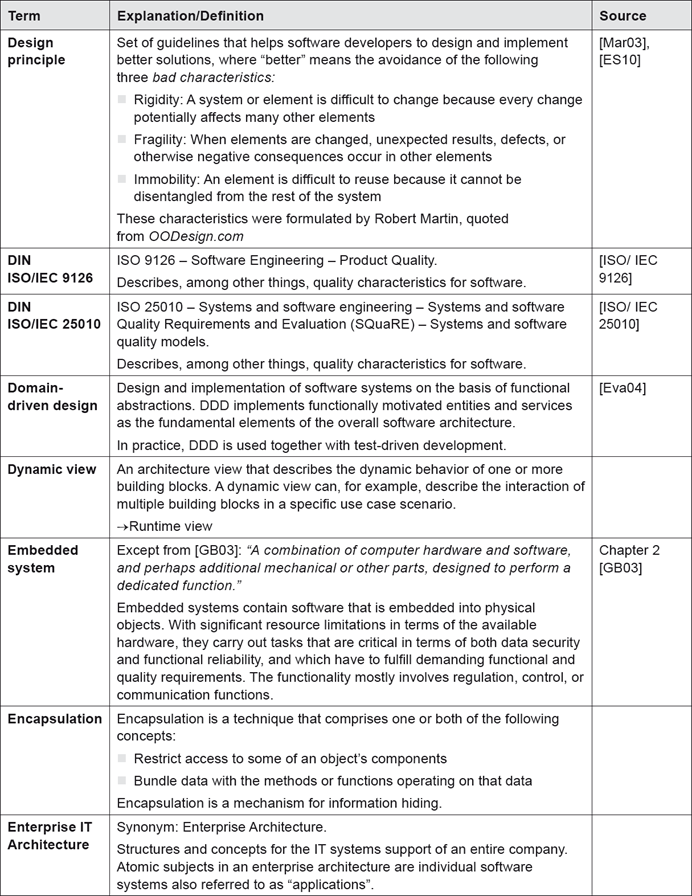 Term Explanation/Definition Source
Design principle
Set of guidelines that helps software developers to design and implement
better solutions, where “better” means the avoidance of the following
three bad characteristics:
Rigidity: A system or element is difficult to change because every change
potentially affects many other elements
Fragility: When elements are changed, unexpected results, defects, or
otherwise negative consequences occur in other elements
Immobility: An element is difficult to reuse because it cannot be
disentangled from the rest of the system
These characteristics were formulated by Robert Martin, quoted
from OODesign.com
[Mar03],
[ES10]
DIN
ISO/IEC 9126
ISO 9126 – Software Engineering – Product Quality.
Describes, among other things, quality characteristics for software.
[ISO/ IEC
9126]
DIN
ISO/IEC 25010
ISO 25010 – Systems and software engineering – Systems and software
Quality Requirements and Evaluation (SQuaRE) – Systems and software
quality models.
Describes, among other things, quality characteristics for software.
[ISO/ IEC
25010]
Domain-
driven design
Design and implementation of software systems on the basis of functional
abstractions. DDD implements functionally motivated entities and services
as the fundamental elements of the overall software architecture.
In practice, DDD is used together with test-driven development.
[Eva04]
Dynamic view
An architecture view that describes the dynamic behavior of one or more
building blocks. A dynamic view can, for example, describe the interaction of
multiple building blocks in a specific use case scenario.
→Runtime view
Embedded
system
Except from [GB03]: “A combination of computer hardware and software,
and perhaps additional mechanical or other parts, designed to perform a
dedicated function.”
Embedded systems contain software that is embedded into physical
objects. With significant resource limitations in terms of the available
hardware, they carry out tasks that are critical in terms of both data security
and functional reliability, and which have to fulfill demanding functional and
quality requirements. The functionality mostly involves regulation, control, or
communication functions.
Chapter 2
[GB03]
Encapsulation
Encapsulation is a technique that comprises one or both of the following
concepts:
Restrict access to some of an object’s components
Bundle data with the methods or functions operating on that data
Encapsulation is a mechanism for information hiding.
Enterprise IT
Architecture
Synonym: Enterprise Architecture.
Structures and concepts for the IT systems support of an entire company.
Atomic subjects in an enterprise architecture are individual software
systems also referred to as “applications”.